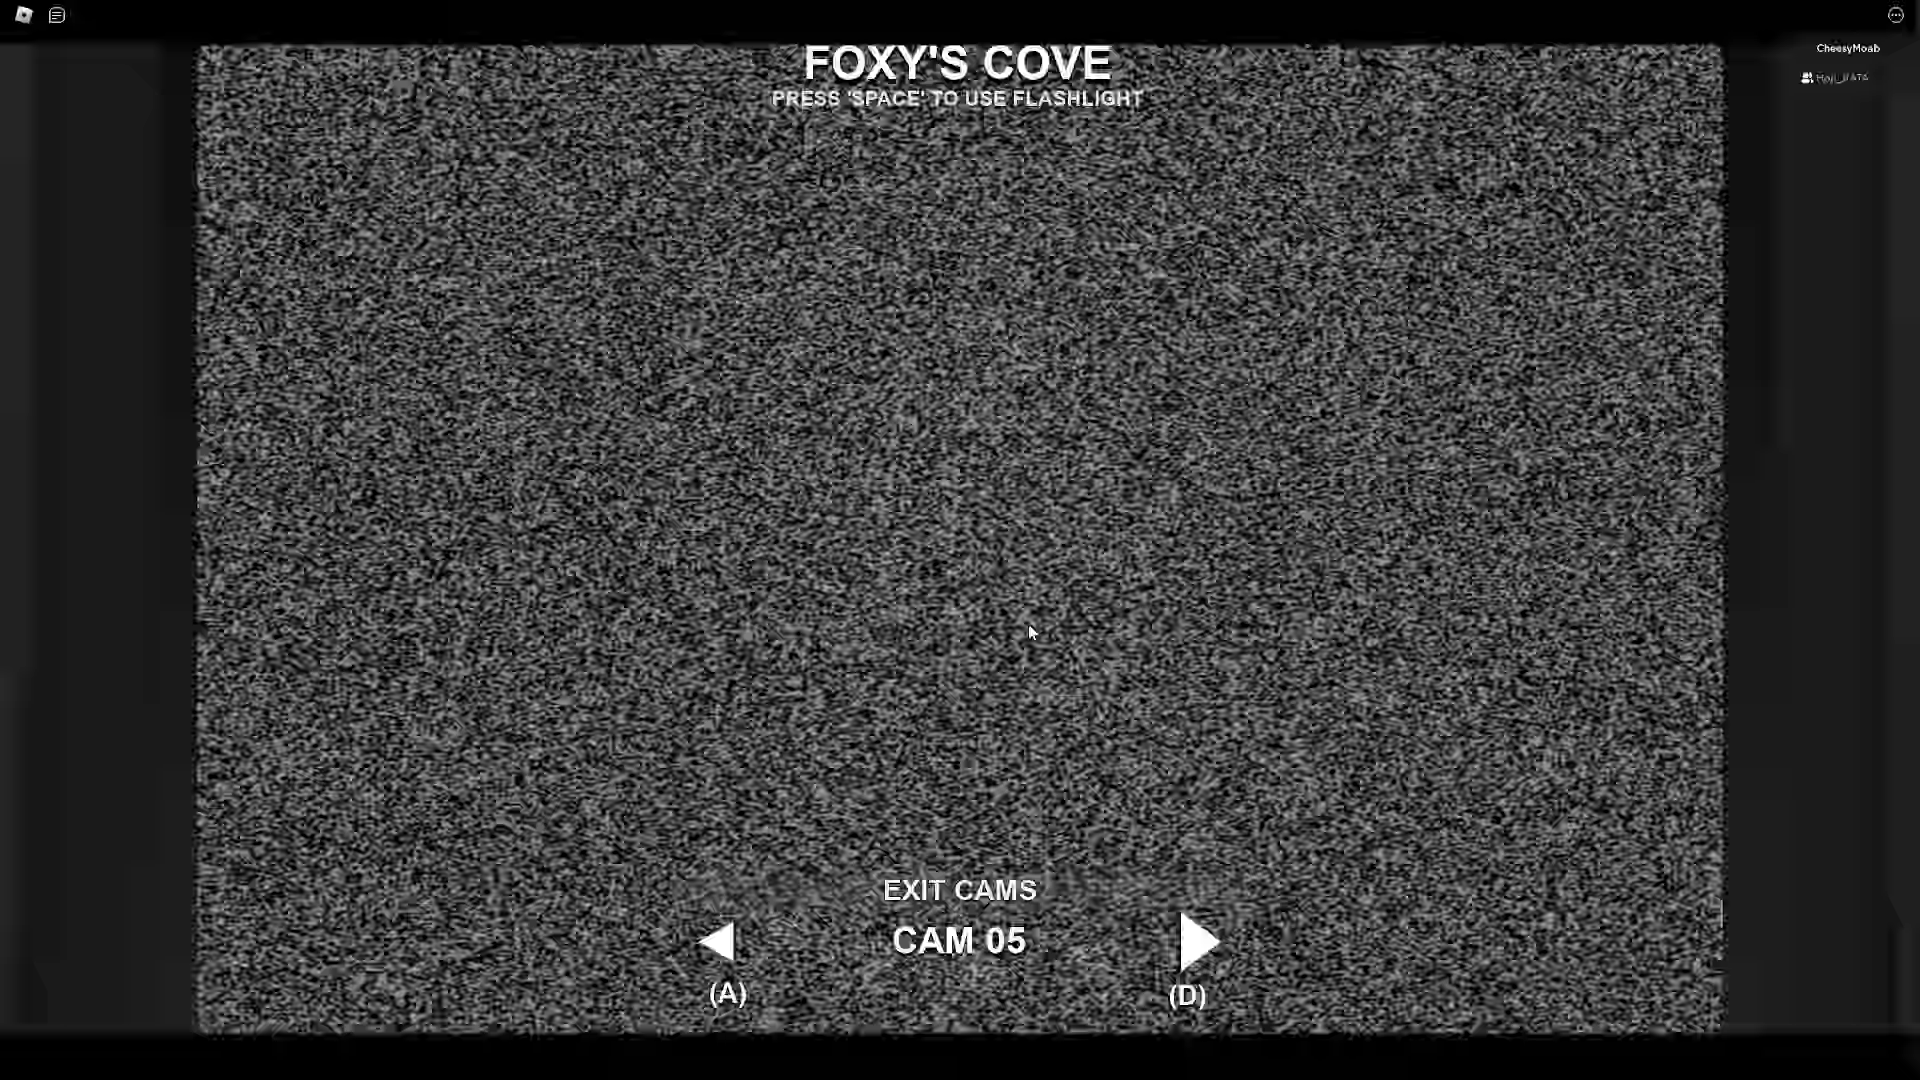 FOXY'S COVE
PRESS 'SPACE' TO USE FLASHLIGHT
CheesyMoab
EXIT CAMS
CAM 05
(A)
(D)